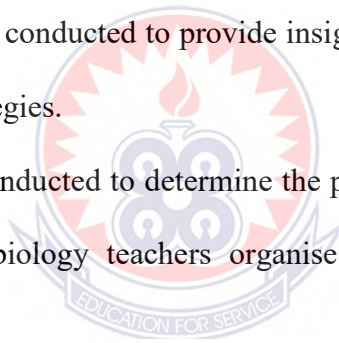 conducted to provide insig
egies.
nducted to determine the p
biology teachers organise
EDUCATION FOR SERVICE